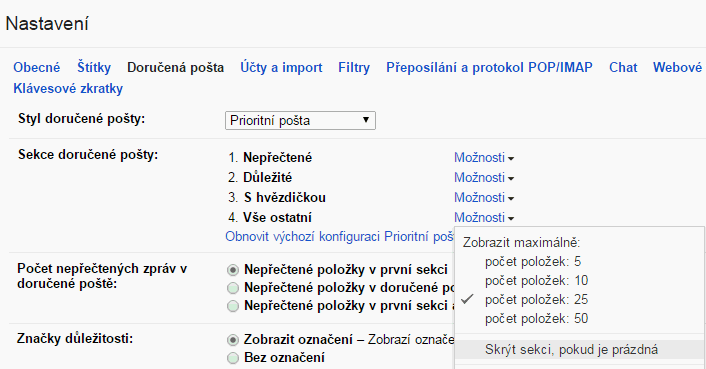 Nastavení
Obecné Štítky Doručená pošta Účty a import Filtry Přeposílání a protokol POP/IMAP Chat Webové
Klávesové zkratky
Styl doručené pošty: Prioritní pošta
Sekce doručené pošty: 1. Nepřečtené Možnosti
2. Důležité Možnosti
3. S hvězdičkou Možnosti
4. Vše ostatní Možnosti
Obnovit výchozí konfiguraci Prioritní
Zobrazit maximálně:
počet položek: 5
počet položek: 10
počet položek: 25
počet položek: 50
Skrýt sekci, pokud je prázdná
Počet nepřečtených zpráv v
doručené poště:
Nepřečtené položky v první sekci
Nepřečtené položky v doručené
Nepřečtené položky v první sekci a
Značky důležitosti: Zobrazit označení – Zobrazí
Bez označení